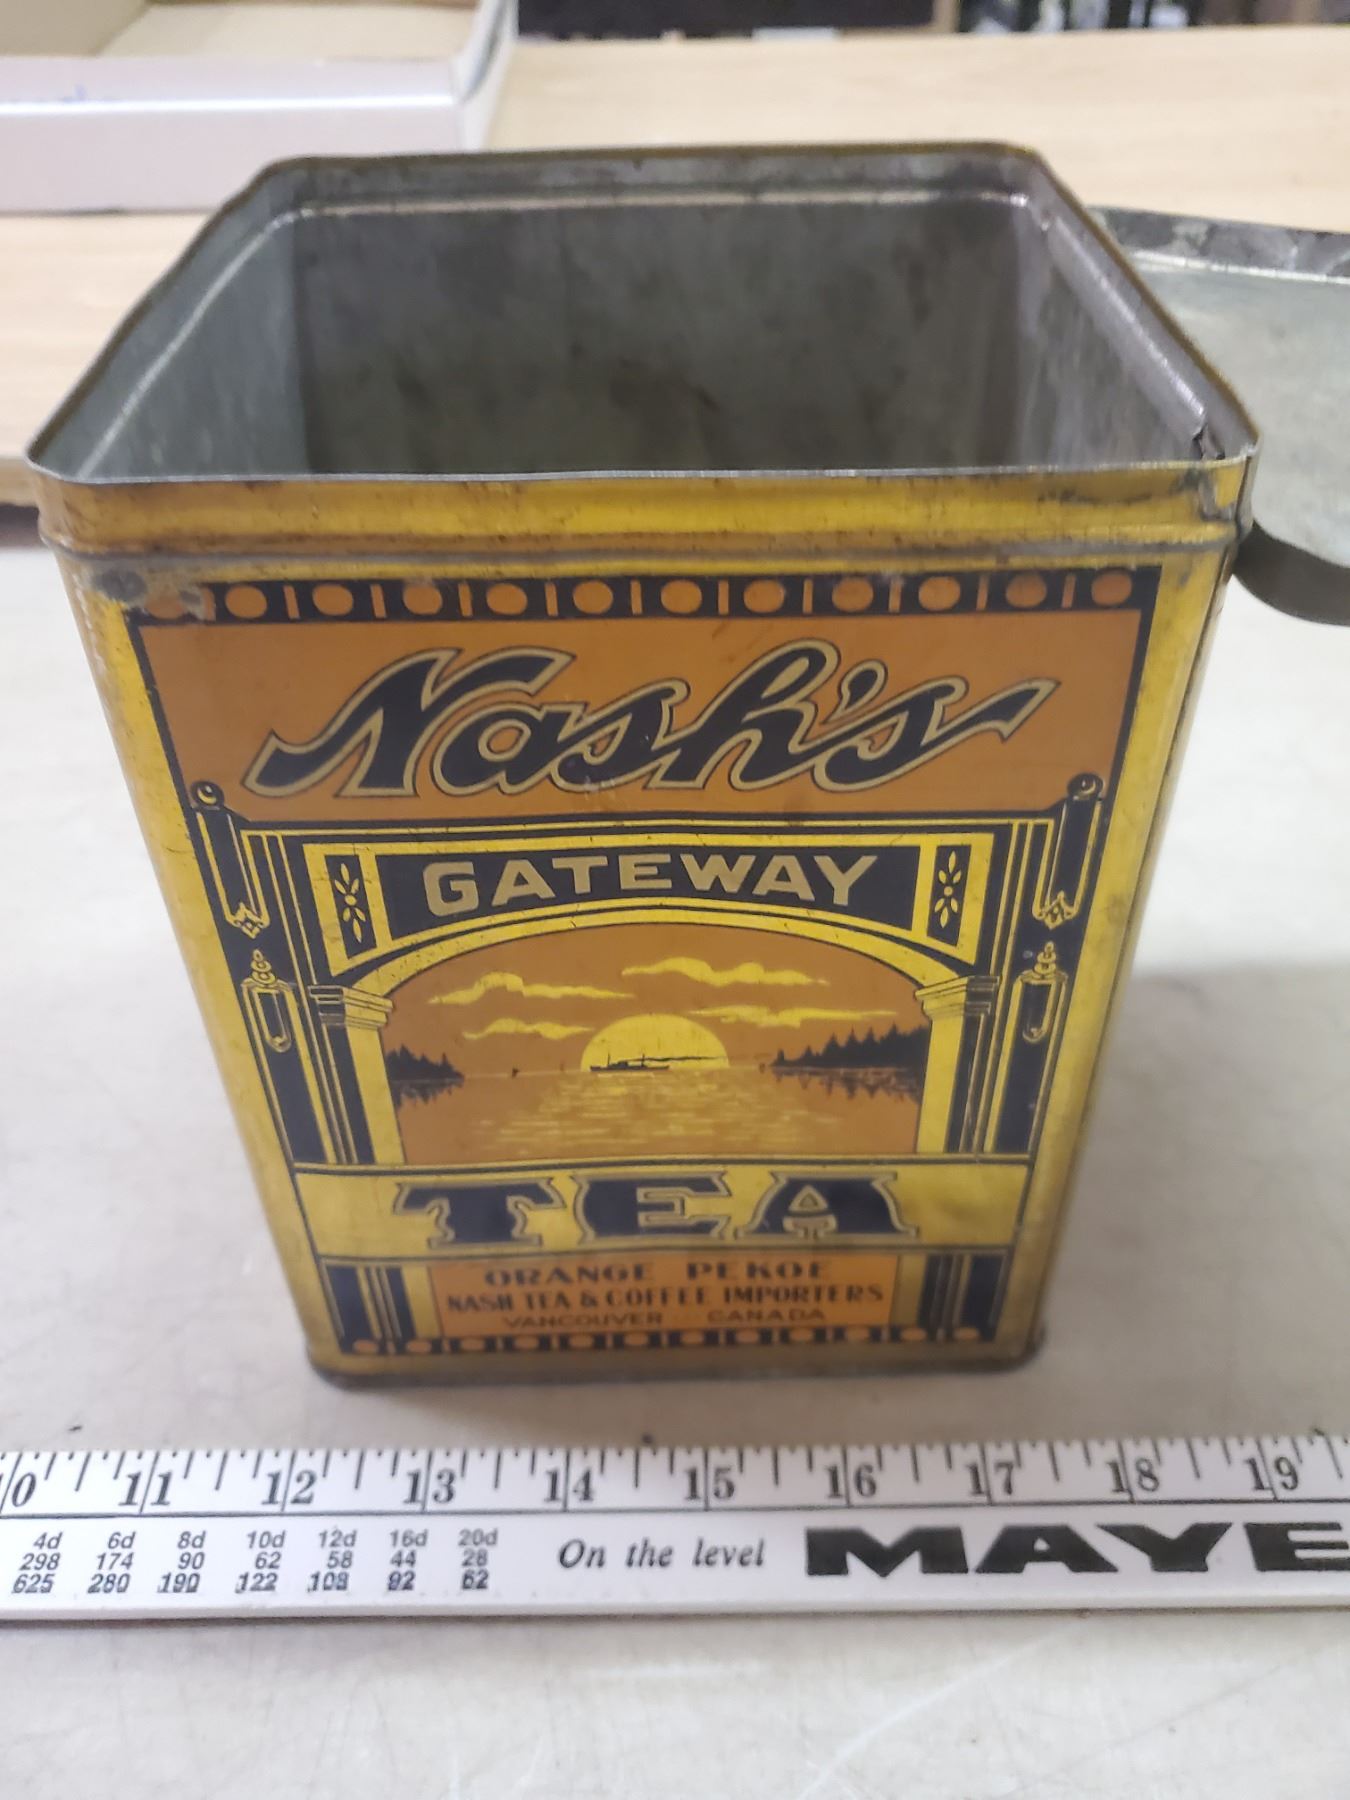 Nash's
GATEWAY
TEA
ORANGE PEKOE
NASH TEA & COFFEE IMPORTERS
VANCOUVER CANADA
11 12 13 14 15 16 17 18 19
4d 6d 8d 10d 12d 16d 20d
298 174 90 62 58 44 28
625 280 190 122 108 92 62
On the level
MAYE